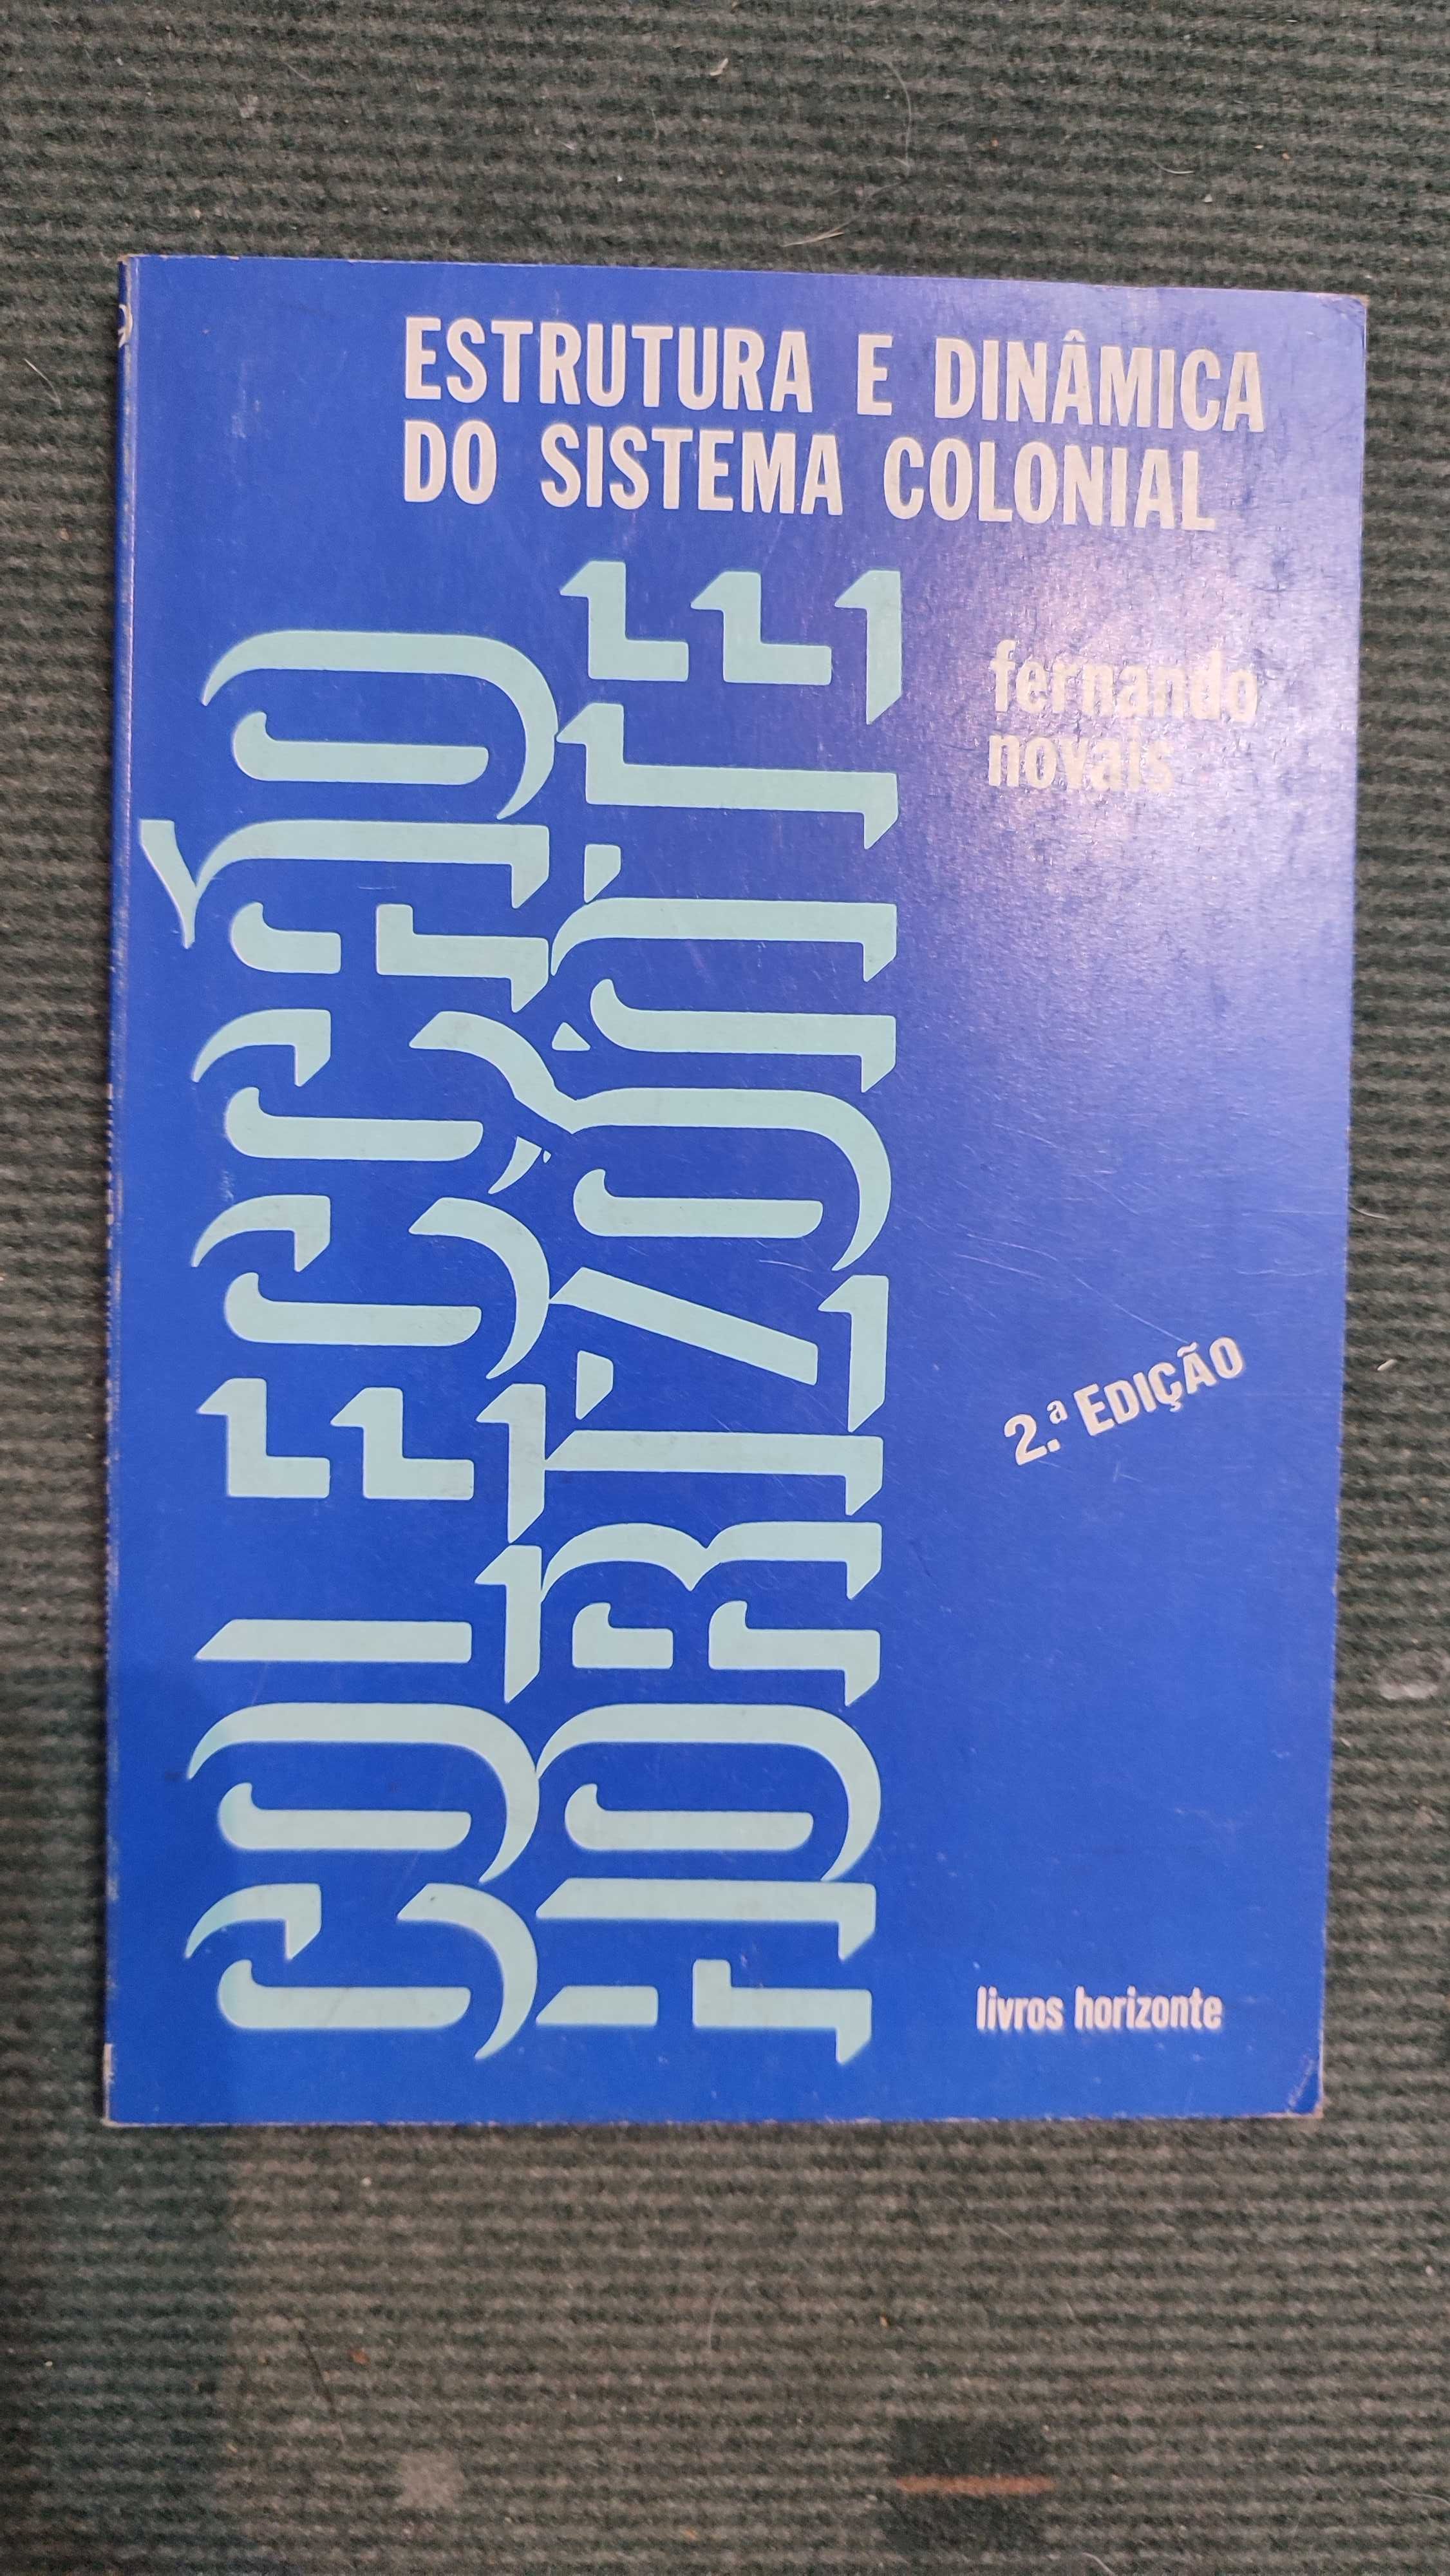 ESTRUTURA E DINÂMICA
DO SISTEMA COLONIAL
fernando
novais
COLECÇÃO
HORIZONTE
2.ª EDIÇÃO
livros horizonte